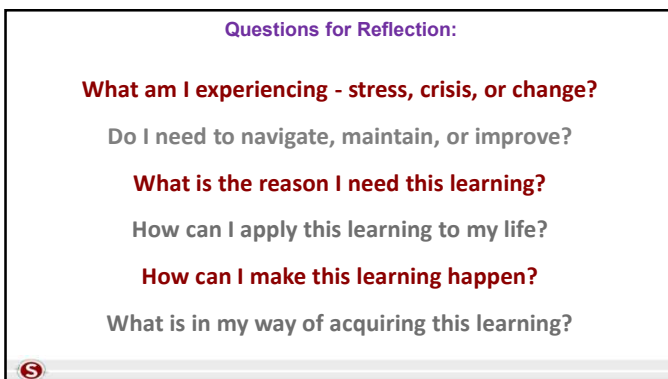 Questions for Reflection:
What am I experiencing - stress, crisis, or change?
Do I need to navigate, maintain, or improve?
What is the reason I need this learning?
How can I apply this learning to my life?
How can I make this learning happen?
What is in my way of acquiring this learning?
S